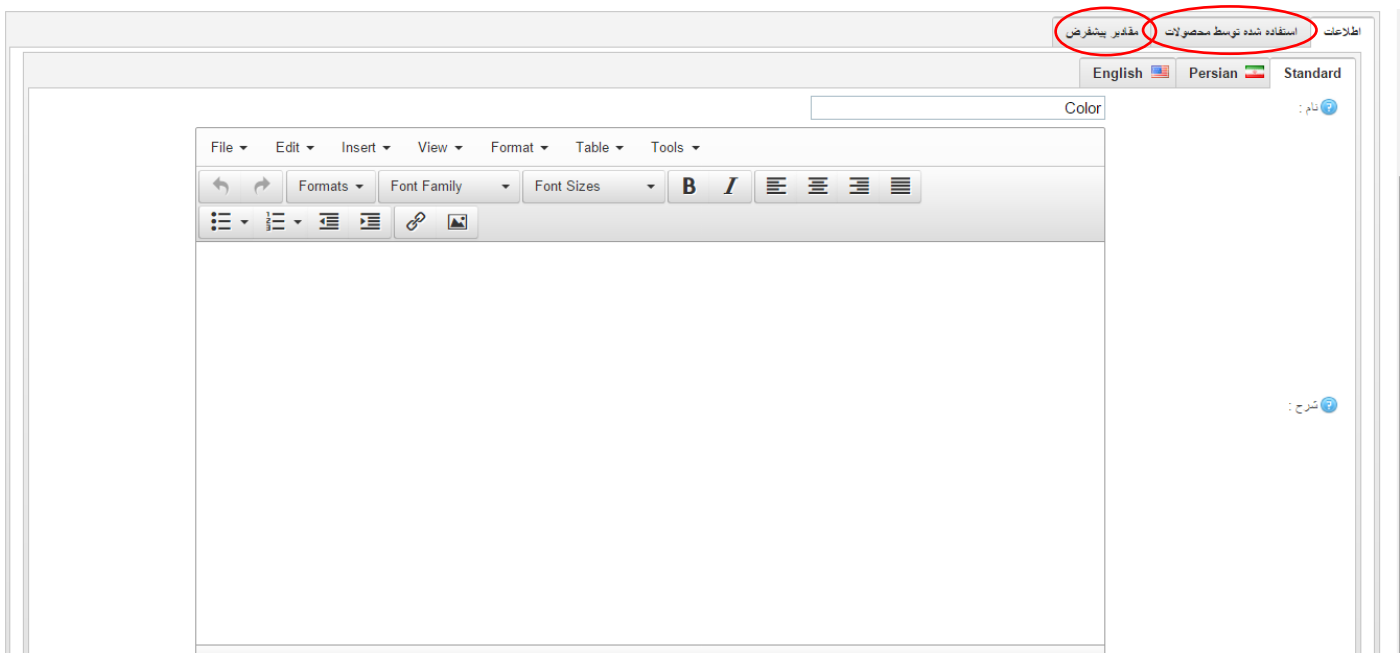 اطلاعات استفاده شده توسط محصولات مقادیر پیشفرض
Standard Persian English
نام : Color
File Edit Insert View Format Table Tools
Formats Font Family Font Sizes B I
شرح :